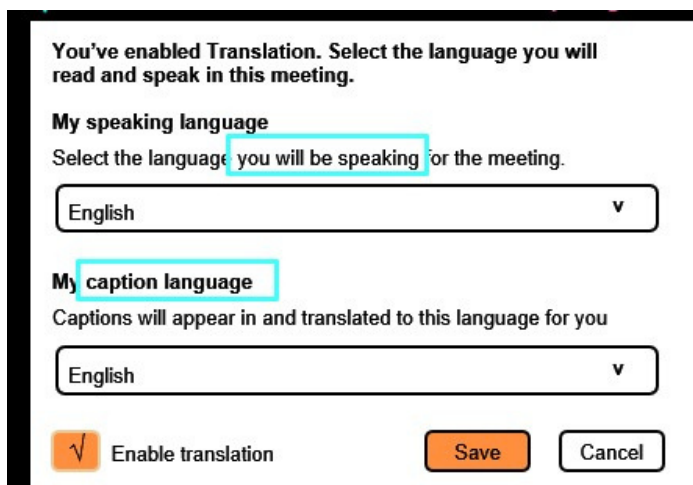 You've enabled Translation. Select the language you will
read and speak in this meeting.
My speaking language
Select the language you will be speaking for the meeting.
English
v
My caption language
Captions will appear in and translated to this language for you
English
v
√ Enable translation
Save
Cancel